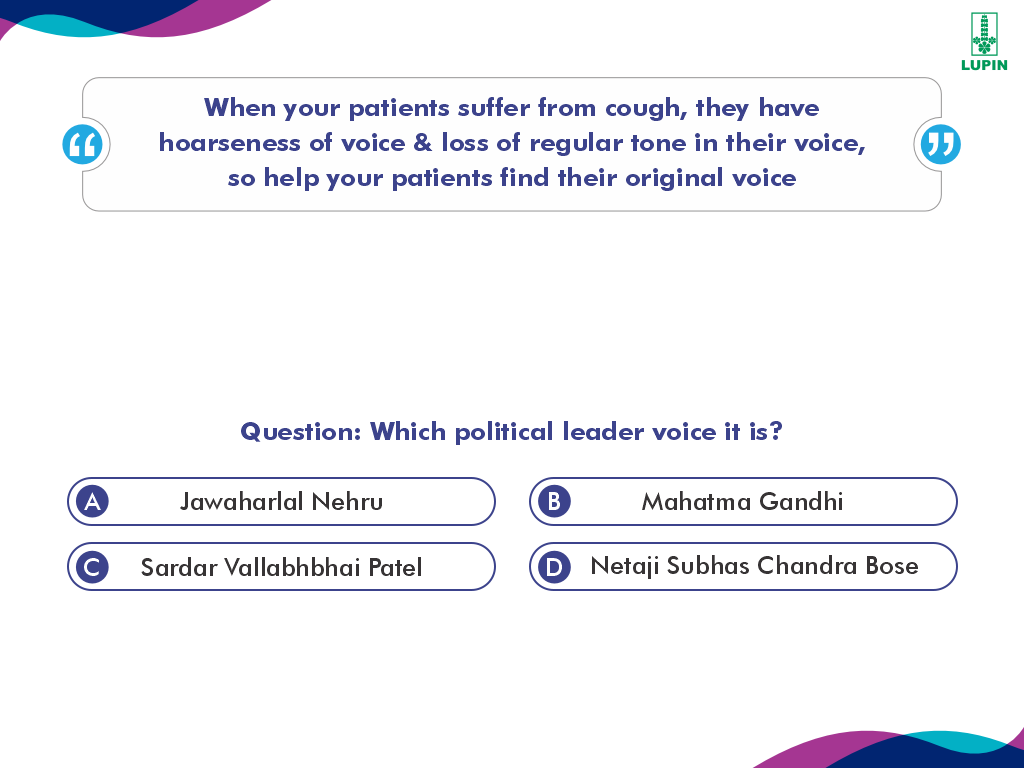 LUPIN
When your patients suffer from cough, they have
hoarseness of voice & loss of regular tone in their voice,
so help your patients find their original voice
Question: Which political leader voice it is?
A Jawaharlal Nehru
B Mahatma Gandhi
C Sardar Vallabhbhai Patel
D Netaji Subhas Chandra Bose